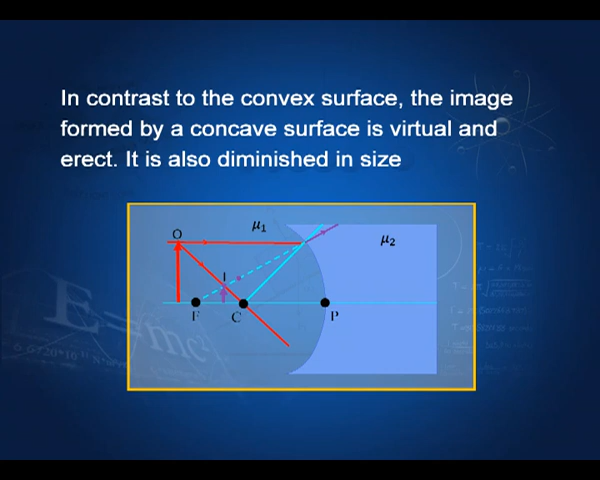 In contrast to the convex surface, the image
formed by a concave surface is virtual and
erect. It is also diminished in size
μ1
O
μ2
I
F
C
P
E=mc²